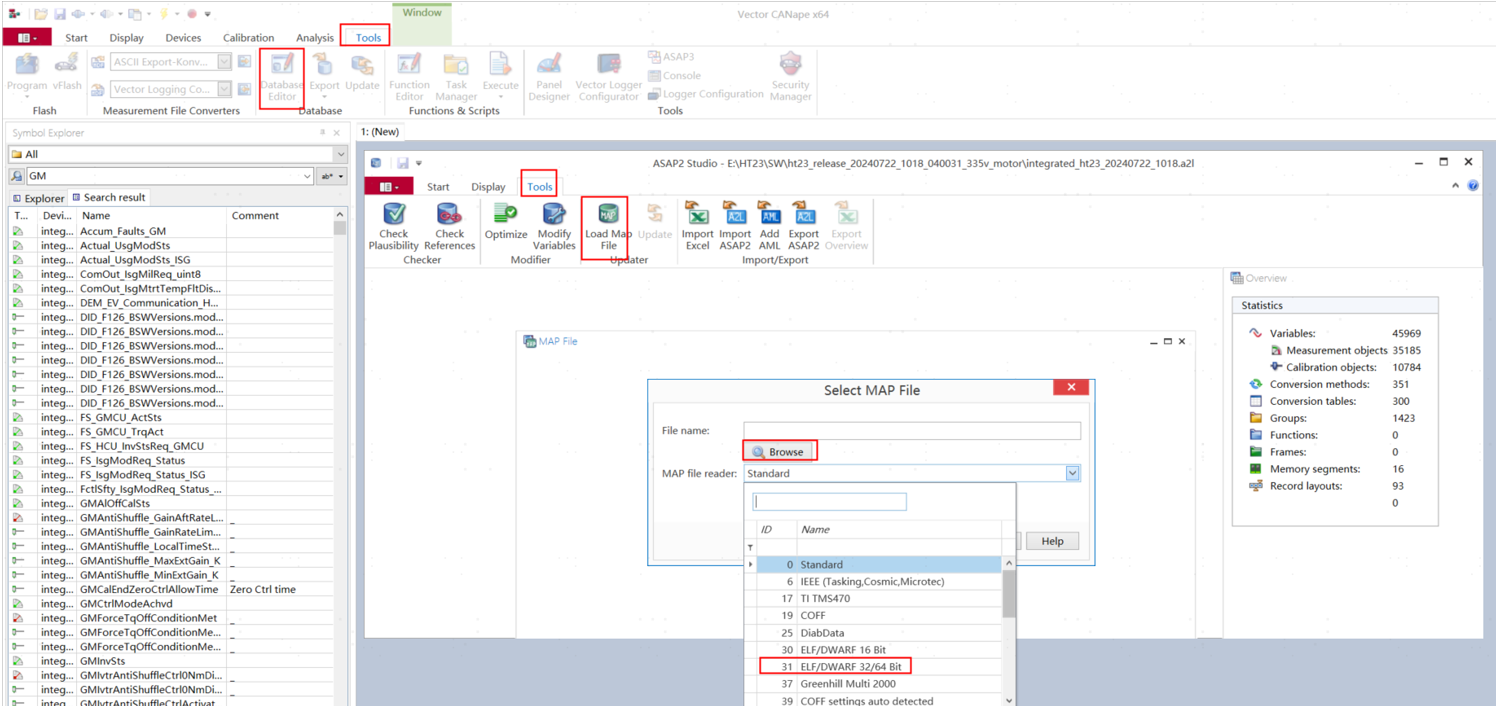 Window
Vector CANape x64
Start Display Devices Calibration Analysis Tools
Program vFlash
Flash
ASCII Export-Konv...
Vector Logging Co...
Measurement File Converters
Database Editor
Export Update
Database
Function Editor
Task Manager
Execute
Functions & Scripts
Panel Designer
Vector Logger Configurator
ASAP3
Console
Logger Configuration
Security Manager
Tools
Symbol Explorer
All
GM
ab*
Explorer Search result
T... Devi... Name Comment
integ... Accum_Faults_GM
integ... Actual_UsgModSts
integ... Actual_UsgModSts_ISG
integ... ComOut_IsgMilReq_uint8
integ... ComOut_IsgMtrtTempFltDis...
integ... DEM_EV_Communication_H...
integ... DID_F126_BSWVersions.mod...
integ... DID_F126_BSWVersions.mod...
integ... DID_F126_BSWVersions.mod...
integ... DID_F126_BSWVersions.mod...
integ... DID_F126_BSWVersions.mod...
integ... DID_F126_BSWVersions.mod...
integ... DID_F126_BSWVersions.mod...
integ... FS_GMCU_ActSts
integ... FS_GMCU_TrqAct
integ... FS_HCU_InvStsReq_GMCU
integ... FS_IsgModReq_Status
integ... FS_IsgModReq_Status_ISG
integ... FctlSfty_IsgModReq_Status_...
integ... GMAlOffCalSts
integ... GMAntiShuffle_GainAftRateL... _
integ... GMAntiShuffle_GainRateLim... _
integ... GMAntiShuffle_LocalTimeSt... _
integ... GMAntiShuffle_MaxExtGain_K _
integ... GMAntiShuffle_MinExtGain_K _
integ... GMCalEndZeroCtrlAllowTime Zero Ctrl time
integ... GMCtrlModeAchvd
integ... GMForceTqOffConditionMet _
integ... GMForceTqOffConditionMe... _
integ... GMForceTqOffConditionMe... _
integ... GMInvSts
integ... GMIvtrAntiShuffleCtrl0NmDi... _
integ... GMIvtrAntiShuffleCtrl0NmDi... _
integ... GMIvtrAntiShuffleCtrlActivat... _
1: (New)
ASAP2 Studio - E:\HT23\SW\ht23_release_20240722_1018_040031_335v_motor\integrated_ht23_20240722_1018.a2l
Start Display Tools
Check Plausibility
Check References
Checker
Optimize
Modify Variables
Modifier
Load Map File
Update
Updater
Import Excel
Import ASAP2
Add AML
Export ASAP2
Export Overview
Import/Export
MAP File
Select MAP File
File name:
Browse
MAP file reader: Standard
ID Name
0 Standard
6 IEEE (Tasking,Cosmic,Microtec)
17 TI TMS470
19 COFF
25 DiabData
30 ELF/DWARF 16 Bit
31 ELF/DWARF 32/64 Bit
37 Greenhill Multi 2000
39 COFF settings auto detected
Help
Overview
Statistics
Variables: 45969
Measurement objects 35185
Calibration objects: 10784
Conversion methods: 351
Conversion tables: 300
Groups: 1423
Functions: 0
Frames: 0
Memory segments: 16
Record layouts: 93
0